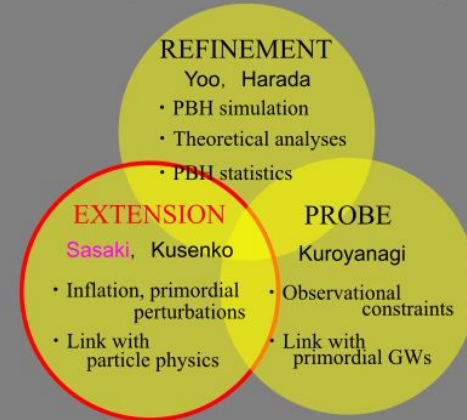 REFINEMENT
Yoo, Harada
・PBH simulation
・Theoretical analyses
・PBH statistics
EXTENSION
Sasaki, Kusenko
・Inflation, primordial
perturbations
・Link with
particle physics
PROBE
Kuroyanagi
・Observational
constraints
・Link with
primordial GWs